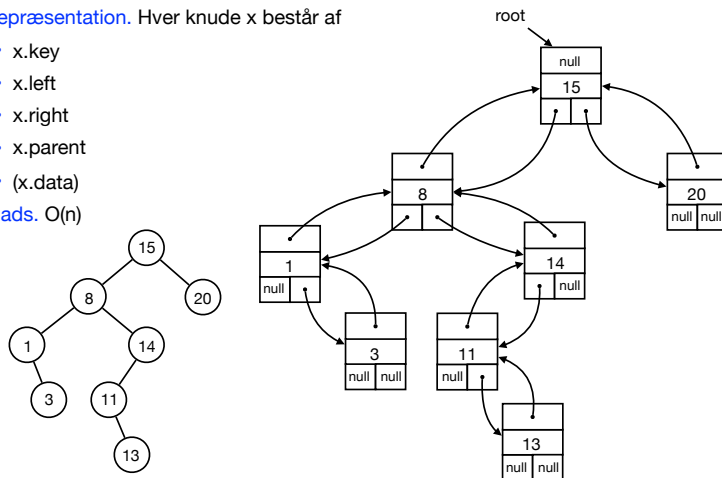 epræsentation. Hver knude x består af
• x.key
• x.left
• x.right
• x.parent
• (x.data)
ads. O(n)
15
8
20
1
14
3
11
13
root
null
15
8
20
null null
1
null
14
null
3
null null
11
null
13
null null